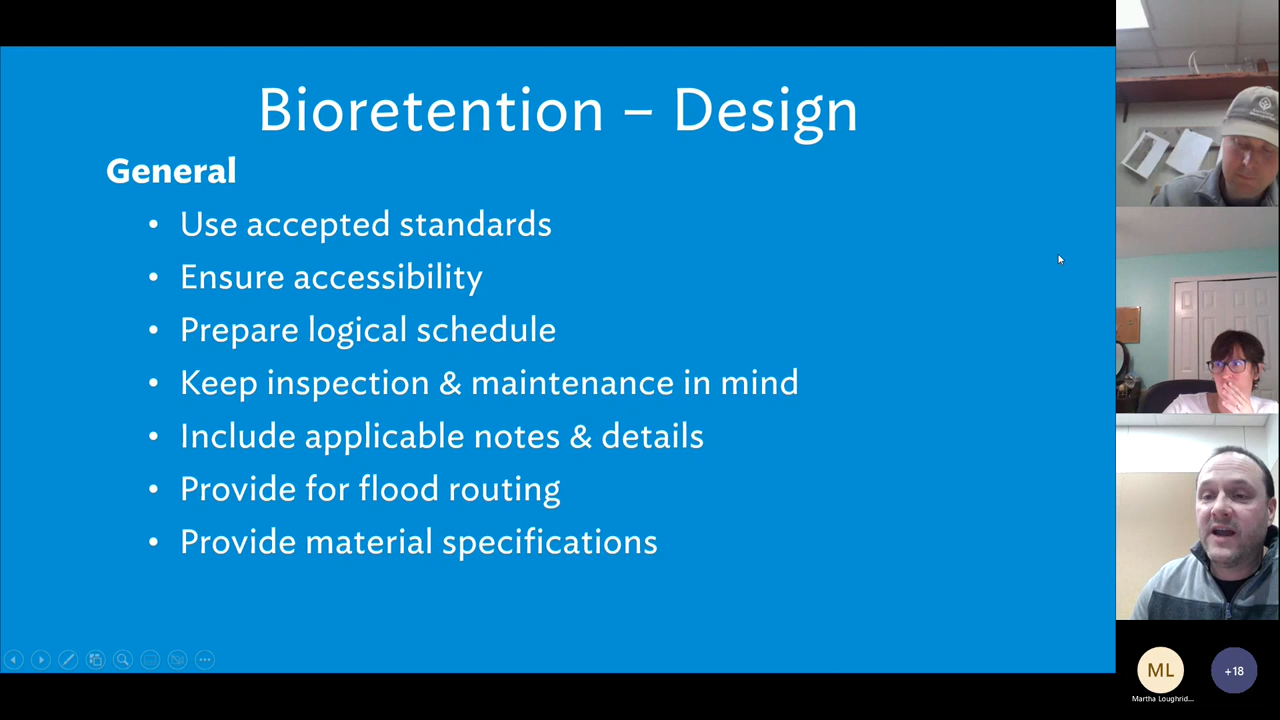 Bioretention – Design
General
• Use accepted standards
• Ensure accessibility
• Prepare logical schedule
• Keep inspection & maintenance in mind
• Include applicable notes & details
• Provide for flood routing
• Provide material specifications
ML
+18
Martha Loughrid...